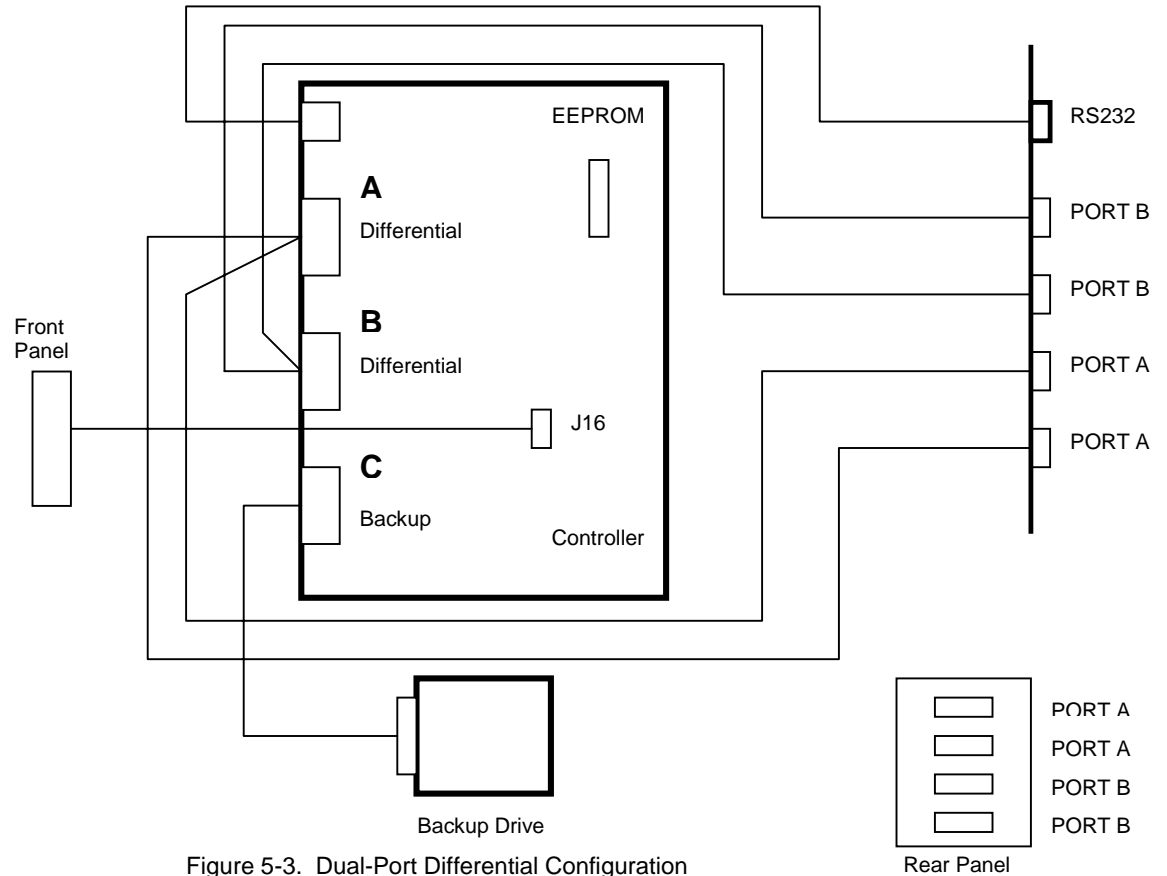 EEPROM
RS232
A
Differential
PORT B
PORT B
B
Differential
Front
Panel
PORT A
J16
PORT A
C
Backup
Controller
PORT A
PORT A
PORT B
PORT B
Backup Drive
Rear Panel
Figure 5-3. Dual-Port Differential Configuration